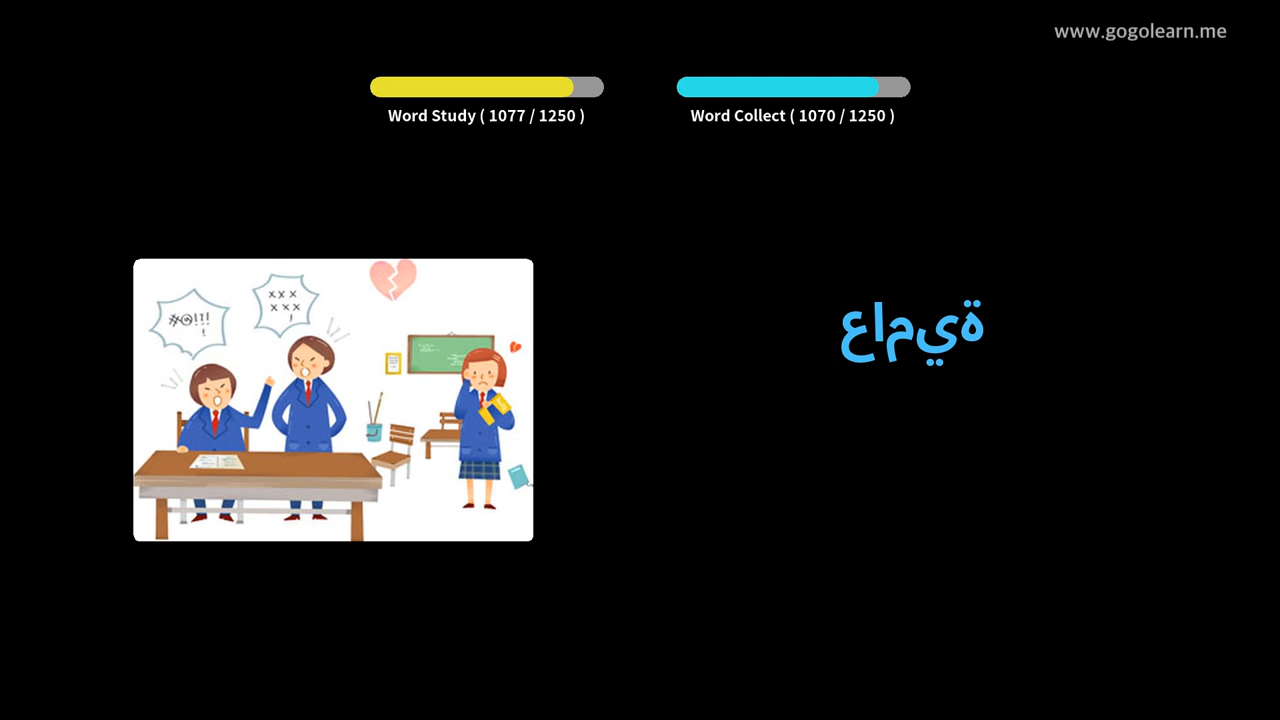 www.gogolearn.me
Word Study ( 1077 / 1250 )
Word Collect ( 1070 / 1250 )
#@!!!
!
x x x
x x x
!
عامية